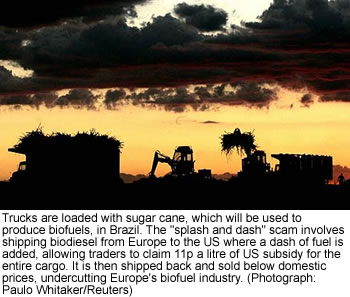 Trucks are loaded with sugar cane, which will be used to
produce biofuels, in Brazil. The "splash and dash" scam involves
shipping biodiesel from Europe to the US where a dash of fuel is
added, allowing traders to claim 11p a litre of US subsidy for the
entire cargo. It is then shipped back and sold below domestic
prices, undercutting Europe's biofuel industry. (Photograph:
Paulo Whitaker/Reuters)